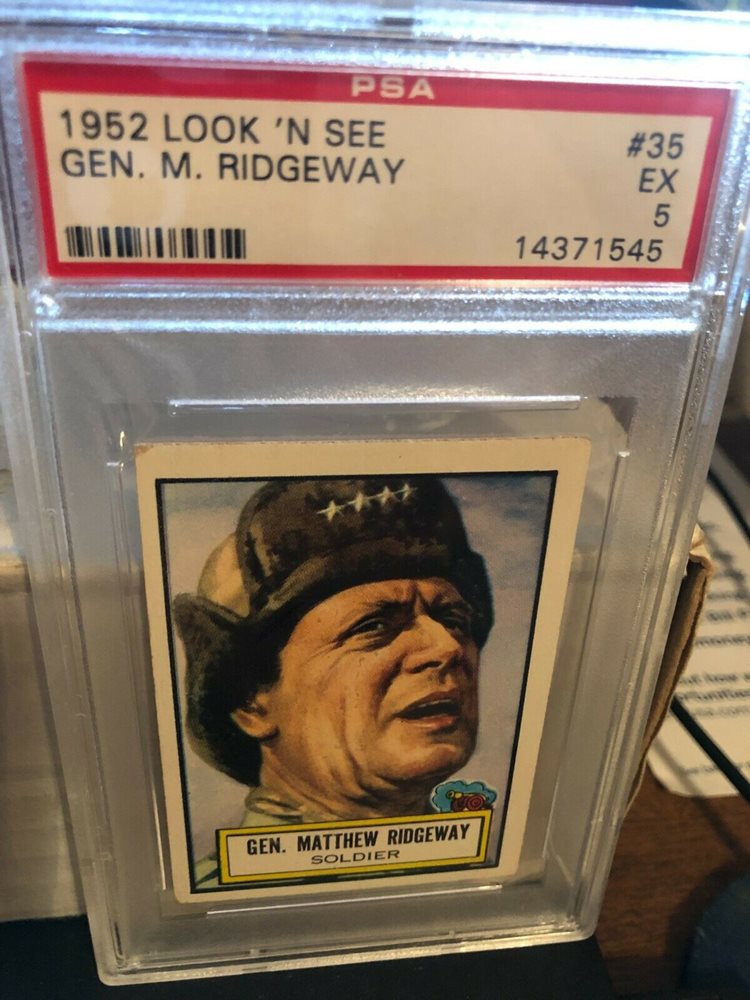 PSA
1952 LOOK 'N SEE
GEN. M. RIDGEWAY
#35
EX
5
14371545
GEN. MATTHEW RIDGEWAY
SOLDIER